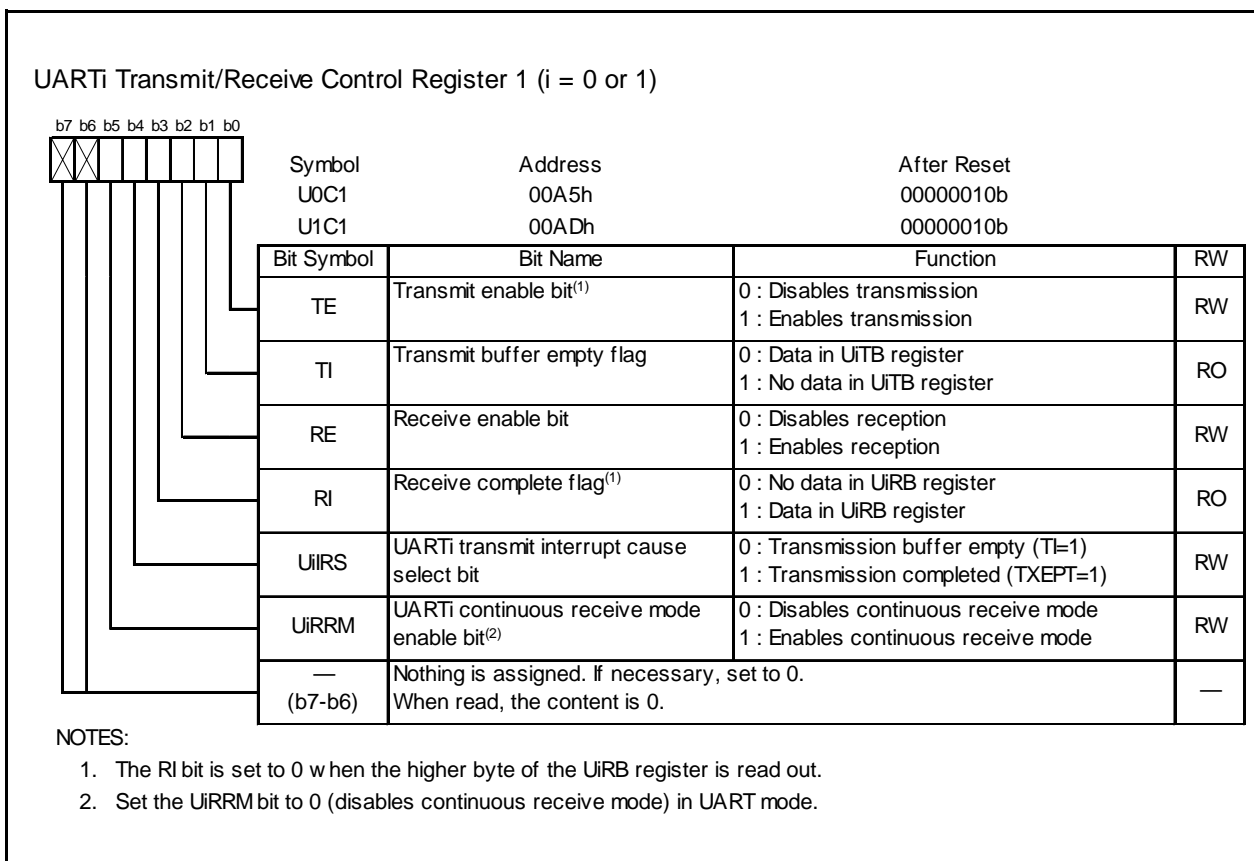 UARTi Transmit/Receive Control Register 1 (i = 0 or 1)
b7 b6 b5 b4 b3 b2 b1 b0
Symbol Address After Reset
U0C1 00A5h 00000010b
U1C1 00ADh 00000010b
Bit Symbol Bit Name Function RW
TE Transmit enable bit(1) 0 : Disables transmission RW
1 : Enables transmission
TI Transmit buffer empty flag 0 : Data in UiTB register RO
1 : No data in UiTB register
RE Receive enable bit 0 : Disables reception RW
1 : Enables reception
RI Receive complete flag(1) 0 : No data in UiRB register RO
1 : Data in UiRB register
UiIRS UARTi transmit interrupt cause 0 : Transmission buffer empty (TI=1) RW
select bit 1 : Transmission completed (TXEPT=1)
UiRRM UARTi continuous receive mode 0 : Disables continuous receive mode RW
enable bit(2) 1 : Enables continuous receive mode
— Nothing is assigned. If necessary, set to 0. —
(b7-b6) When read, the content is 0.
NOTES:
1. The RI bit is set to 0 when the higher byte of the UiRB register is read out.
2. Set the UiRRM bit to 0 (disables continuous receive mode) in UART mode.